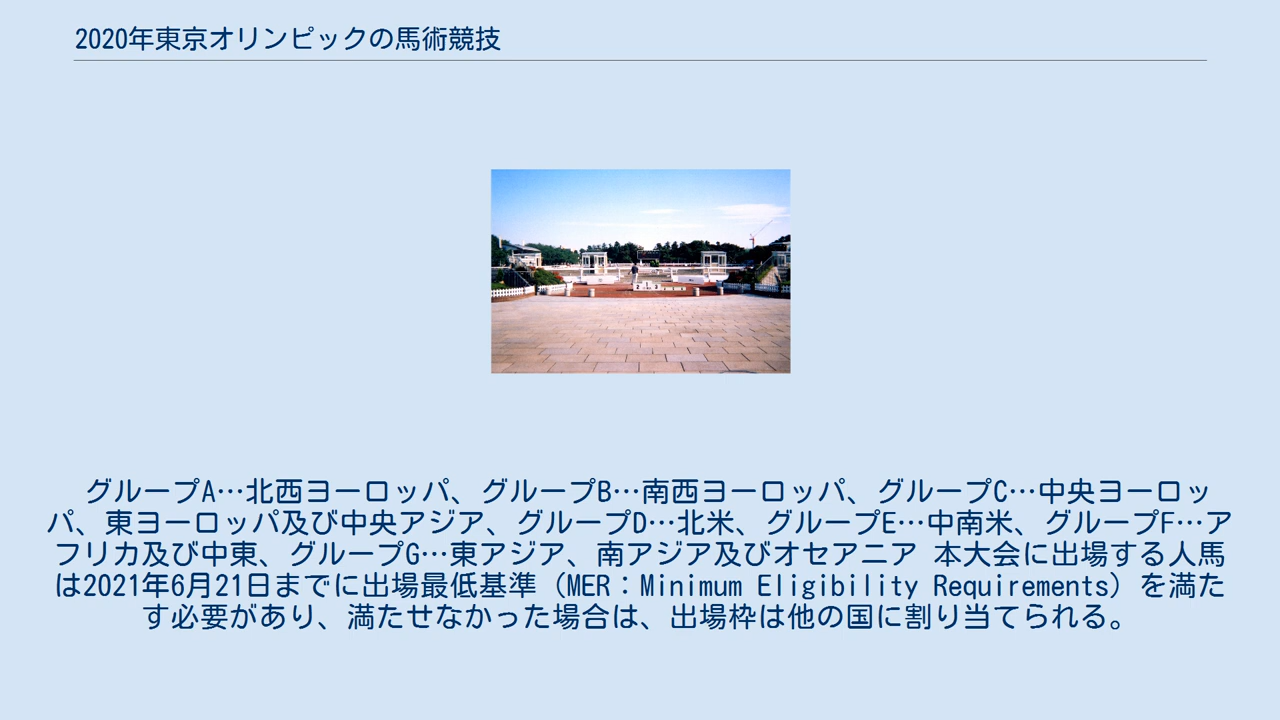 2020年東京オリンピックの馬術競技
グループA…北西ヨーロッパ、グループB…南西ヨーロッパ、グループC…中央ヨーロッ
パ、東ヨーロッパ及び中央アジア、グループD…北米、グループE…中南米、グループF…ア
フリカ及び中東、グループG…東アジア、南アジア及びオセアニア 本大会に出場する人馬
は2021年6月21日までに出場最低基準（MER：Minimum Eligibility Requirements）を満た
す必要があり、満たせなかった場合は、出場枠は他の国に割り当てられる。